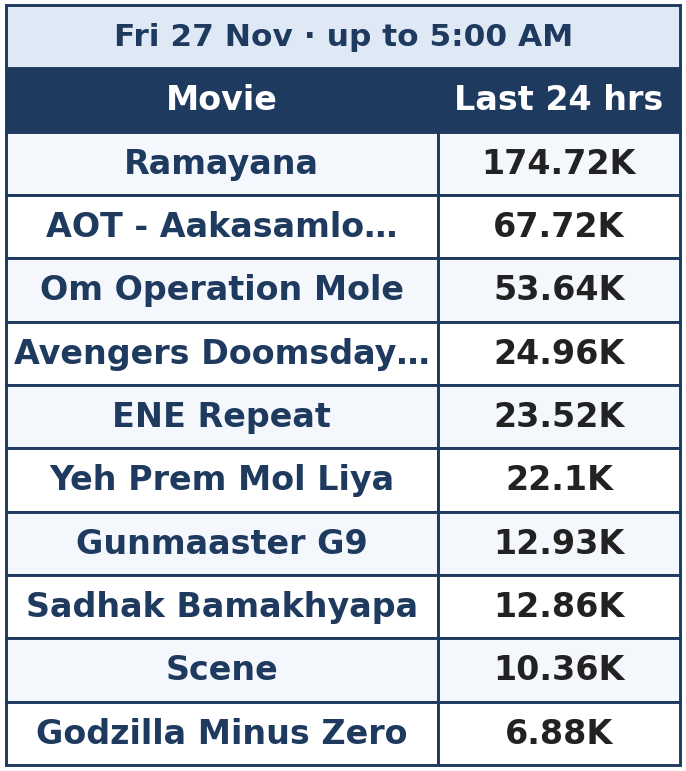 Fri 27 Nov · up to 5:00 AM
Movie Last 24 hrs
Ramayana 174.72K
AOT - Aakasamlo... 67.72K
Om Operation Mole 53.64K
Avengers Doomsday... 24.96K
ENE Repeat 23.52K
Yeh Prem Mol Liya 22.1K
Gunmaaster G9 12.93K
Sadhak Bamakhyapa 12.86K
Scene 10.36K
Godzilla Minus Zero 6.88K